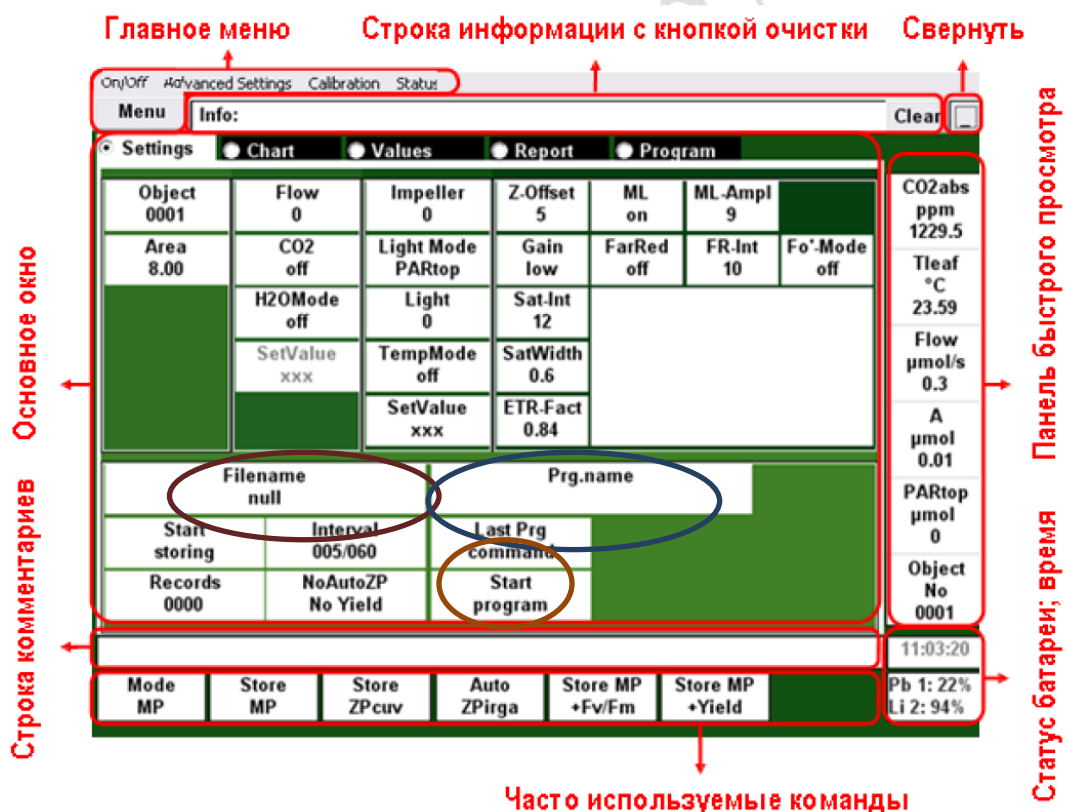 Главное меню
Строка информации с кнопкой очистки
Свернуть
On/Off Advanced Settings Calibration Status
Menu
Info:
Clear
Settings Chart Values Report Program
Object
0001
Flow
0
Impeller
0
Z-Offset
5
ML
on
ML-Ampl
9
Area
8.00
CO2
off
Light Mode
PARtop
Gain
low
FarRed
off
FR-Int
10
Fo'-Mode
off
H2OMode
off
Light
0
Sat-Int
12
SetValue
xxx
TempMode
off
SatWidth
0.6
SetValue
xxx
ETR-Fact
0.84
Filename
null
Prg.name
Start
storing
Interval
005/060
Last Prg
command
Records
0000
NoAutoZP
No Yield
Start
program
CO2abs
ppm
1229.5
Tleaf
°C
23.59
Flow
µmol/s
0.3
A
µmol
0.01
PARtop
µmol
0
Object
No
0001
11:03:20
Pb 1: 22%
Li 2: 94%
Mode
MP
Store
MP
Store
ZPcuv
Auto
ZPirga
Store MP
+Fv/Fm
Store MP
+Yield
Основное окно
Строка комментариев
Панель быстрого просмотра
Статус батареи; время
Часто используемые команды